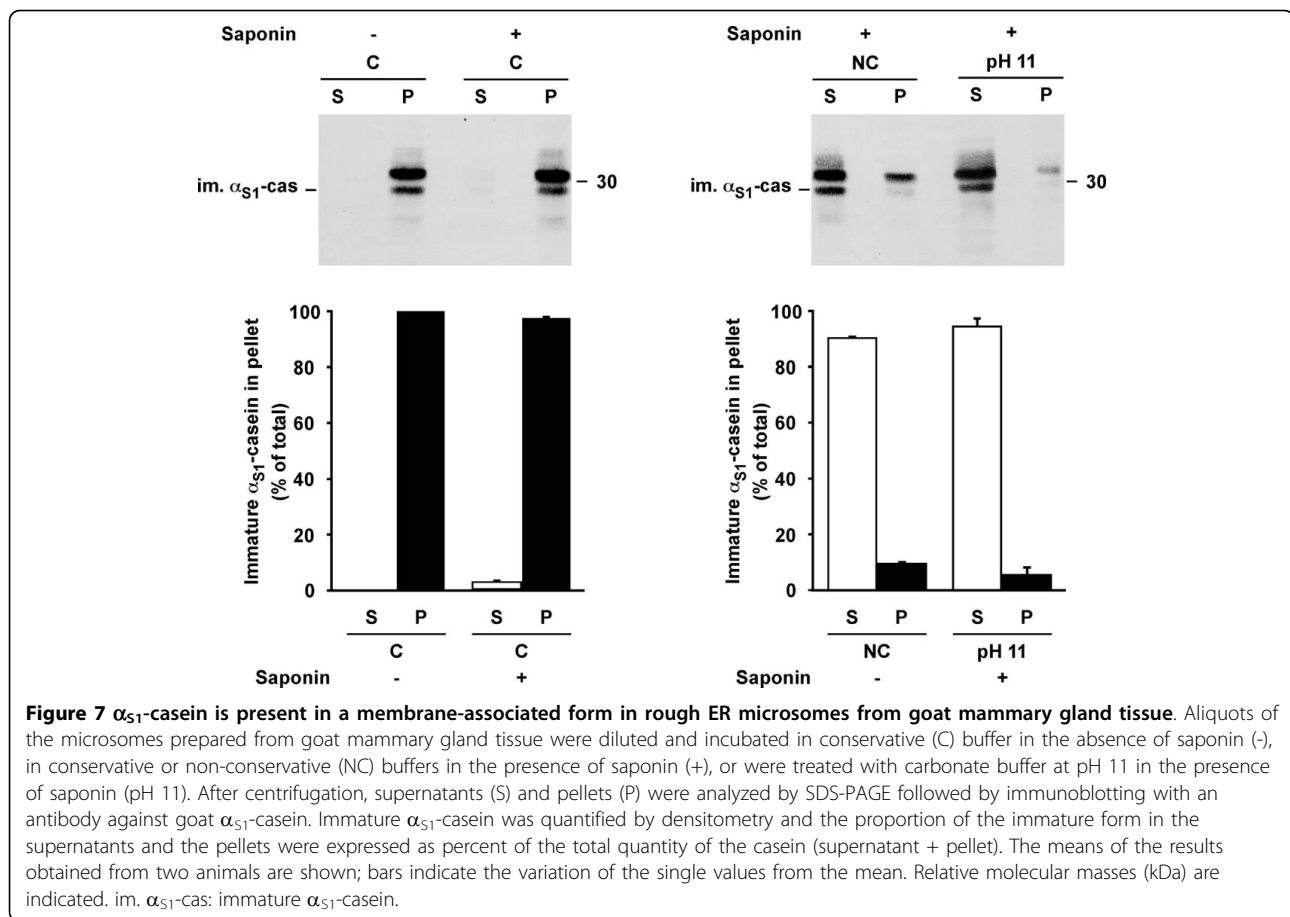 Saponin - + 
C C
S P S P
im. αS1-cas
30
Saponin + +
NC pH 11
S P S P
im. αS1-cas
30
Immature αS1-casein in pellet
(% of total)
100
80
60
40
20
0
S P S P
C C
Saponin - +
Immature αS1-casein in pellet
(% of total)
100
80
60
40
20
0
S P S P
NC pH 11
Saponin - +
Figure 7 αS1-casein is present in a membrane-associated form in rough ER microsomes from goat mammary gland tissue. Aliquots of
the microsomes prepared from goat mammary gland tissue were diluted and incubated in conservative (C) buffer in the absence of saponin (-),
in conservative or non-conservative (NC) buffers in the presence of saponin (+), or were treated with carbonate buffer at pH 11 in the presence
of saponin (pH 11). After centrifugation, supernatants (S) and pellets (P) were analyzed by SDS-PAGE followed by immunoblotting with an
antibody against goat αS1-casein. Immature αS1-casein was quantified by densitometry and the proportion of the immature form in the
supernatants and the pellets were expressed as percent of the total quantity of the casein (supernatant + pellet). The means of the results
obtained from two animals are shown; bars indicate the variation of the single values from the mean. Relative molecular masses (kDa) are
indicated. im. αS1-cas: immature αS1-casein.